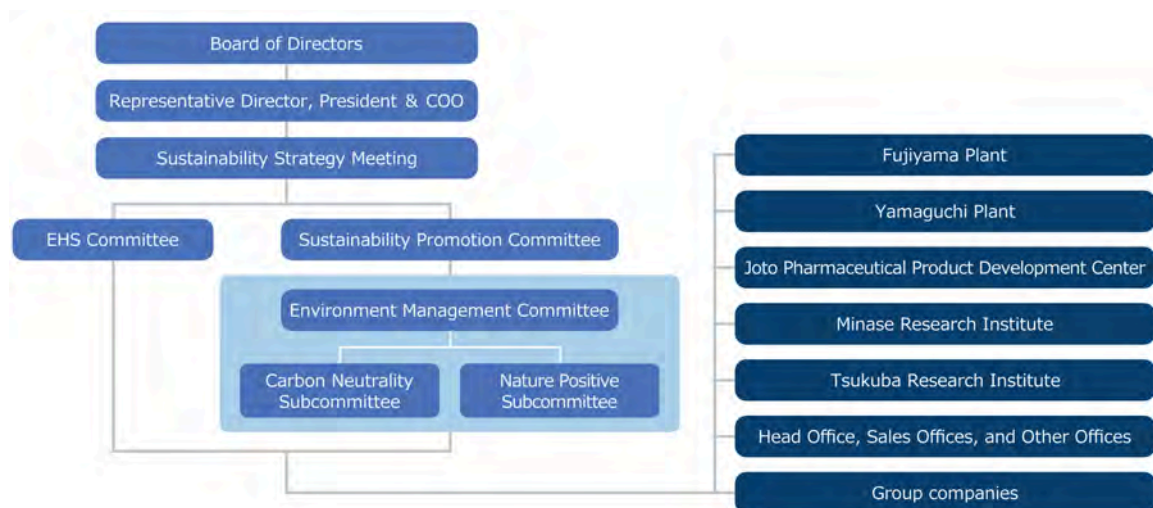 Board of Directors
Representative Director, President & COO
Sustainability Strategy Meeting
EHS Committee
Sustainability Promotion Committee
Environment Management Committee
Carbon Neutrality
Subcommittee
Nature Positive
Subcommittee
Fujiyama Plant
Yamaguchi Plant
Joto Pharmaceutical Product Development Center
Minase Research Institute
Tsukuba Research Institute
Head Office, Sales Offices, and Other Offices
Group companies